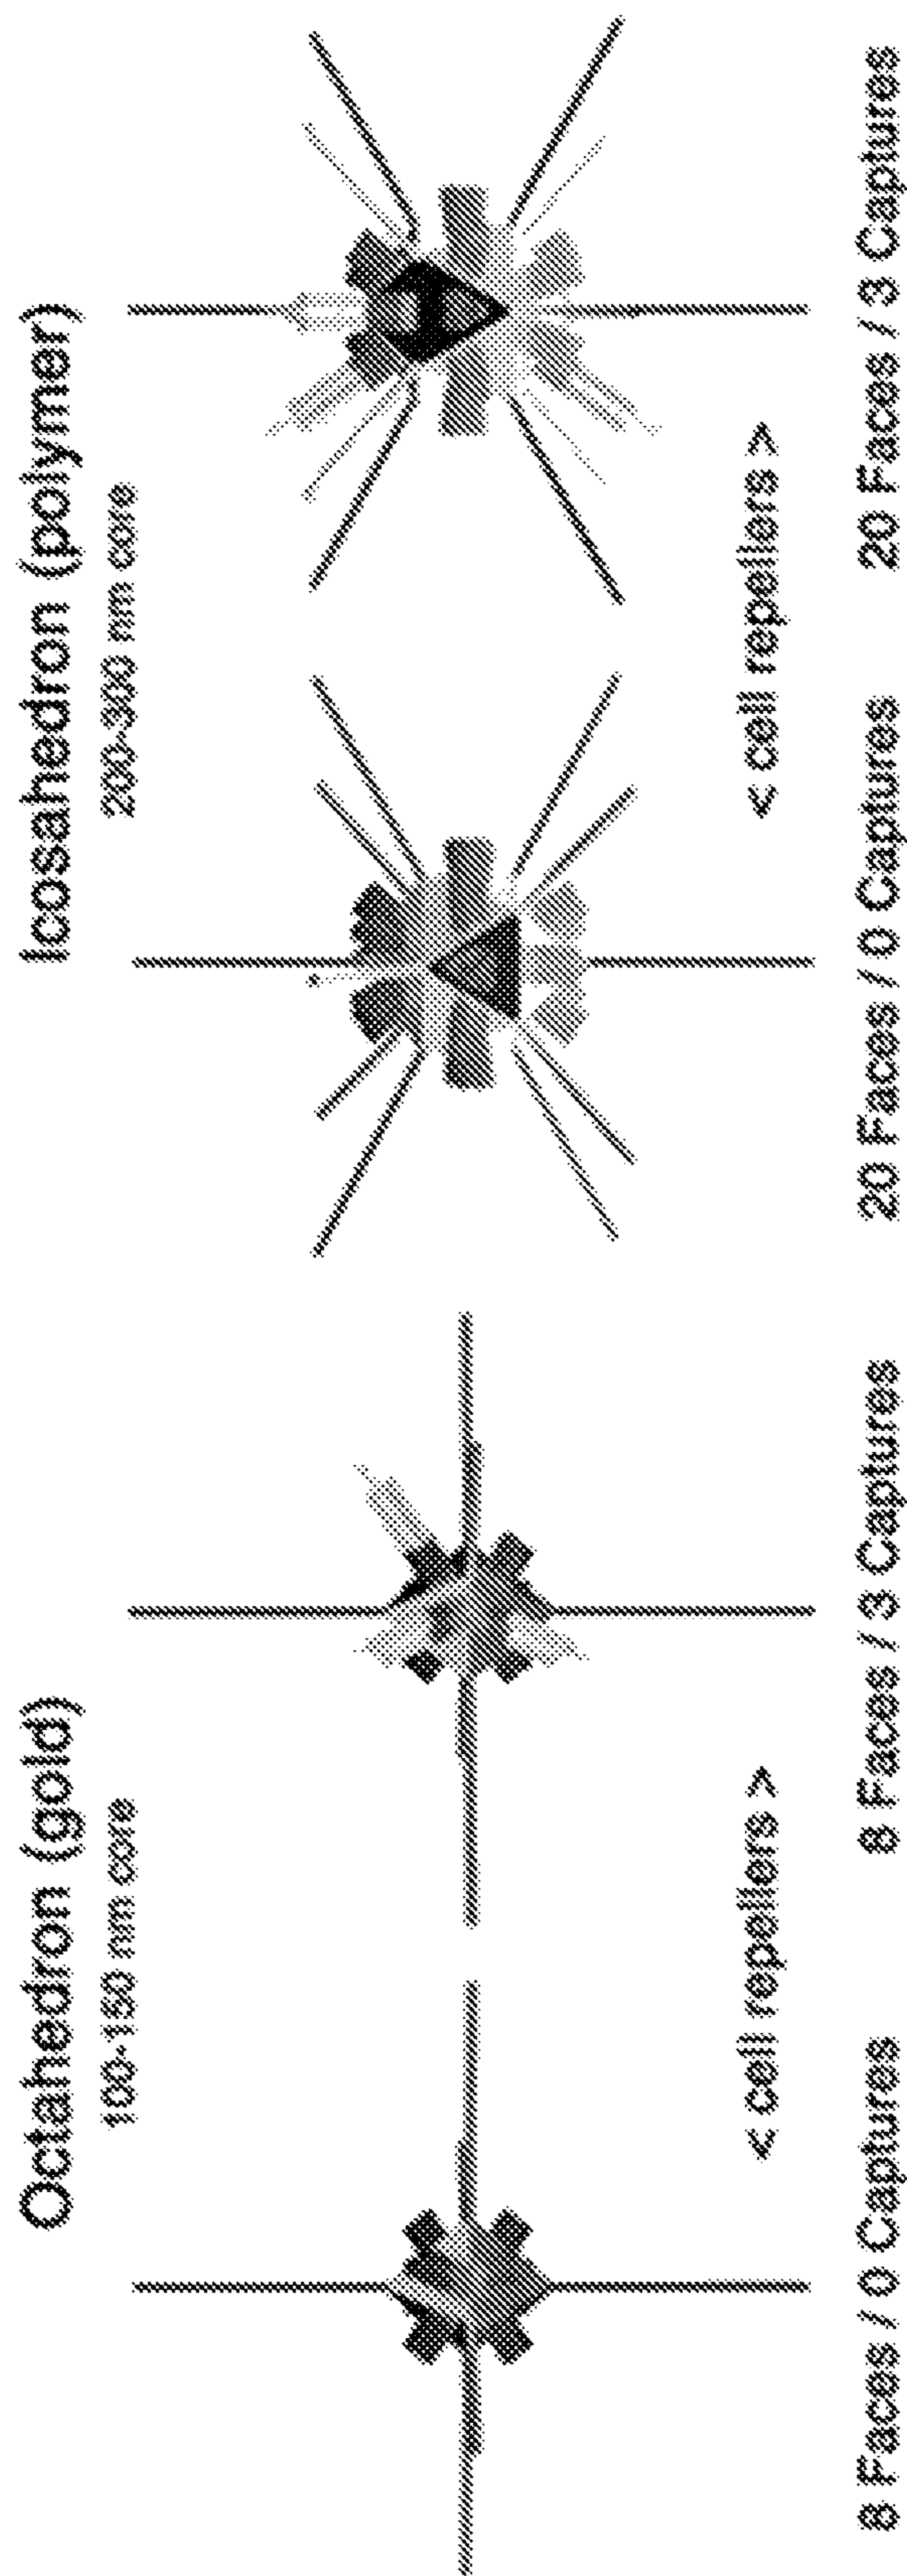 Octahedron (gold)
100-150 nm core
Icosahedron (polymer)
200-300 nm core
< cell repellers >
< cell repellers >
8 Faces / 0 Captures
8 Faces / 3 Captures
20 Faces / 0 Captures
20 Faces / 3 Captures